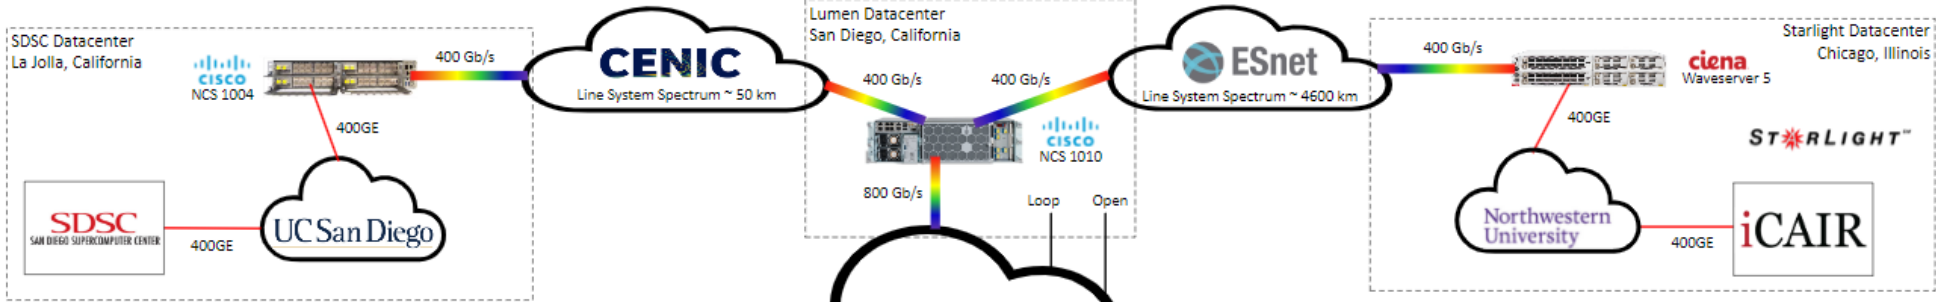 SDSC Datacenter
La Jolla, California
CISCO
NCS 1004
400 Gb/s
400GE
SDSC
SAN DIEGO SUPERCOMPUTER CENTER
400GE
UC San Diego
CENIC
Line System Spectrum ~ 50 km
Lumen Datacenter
San Diego, California
400 Gb/s
400 Gb/s
CISCO
NCS 1010
800 Gb/s
Loop
Open
ESnet
Line System Spectrum ~ 4600 km
Starlight Datacenter
Chicago, Illinois
400 Gb/s
ciena
Waveserver 5
400GE
STARLIGHT
Northwestern
University
400GE
iCAIR